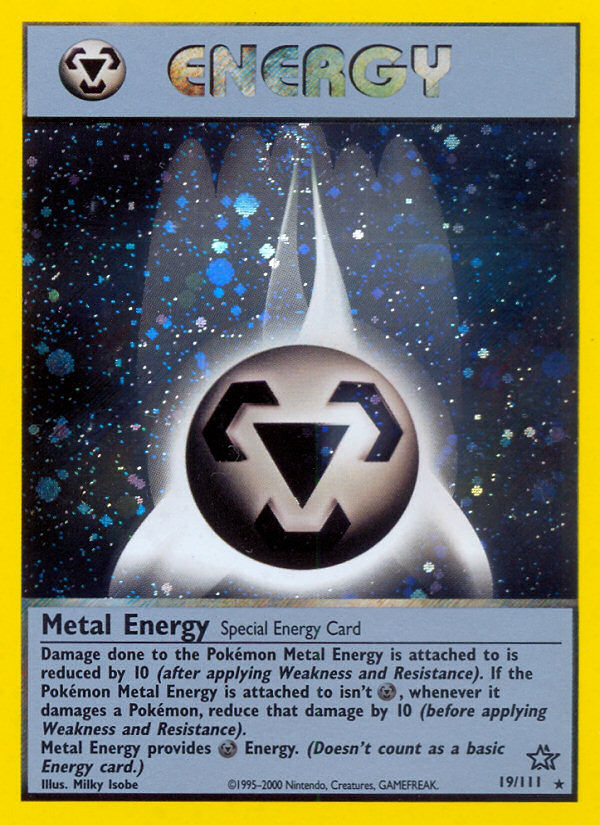 ENERGY
Metal Energy Special Energy Card
Damage done to the Pokémon Metal Energy is attached to is
reduced by 10 (after applying Weakness and Resistance). If the
Pokémon Metal Energy is attached to isn't , whenever it
damages a Pokémon, reduce that damage by 10 (before applying
Weakness and Resistance).
Metal Energy provides Energy. (Doesn't count as a basic
Energy card.)
Illus. Milky Isobe ©1995-2000 Nintendo, Creatures, GAMEFREAK. 19/111 ★